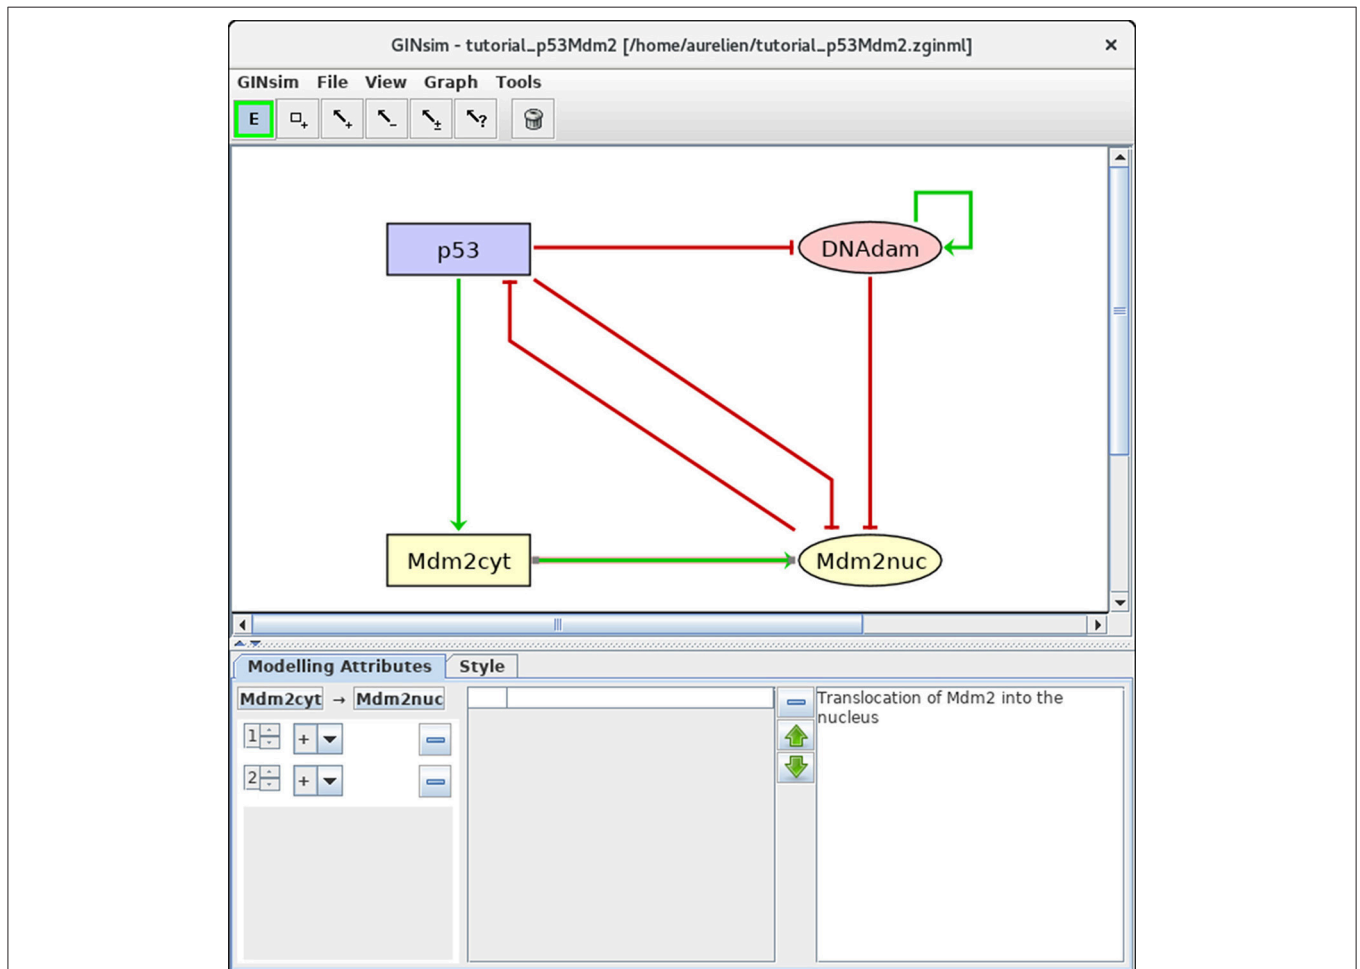 GINsim - tutorial_p53Mdm2 [/home/aurelien/tutorial_p53Mdm2.zginml] ×
GINsim File View Graph Tools
E + + - ± ?
p53 DNAdam
Mdm2cyt Mdm2nuc
Modelling Attributes Style
Mdm2cyt → Mdm2nuc
1 +
2 +
Translocation of Mdm2 into the
nucleus